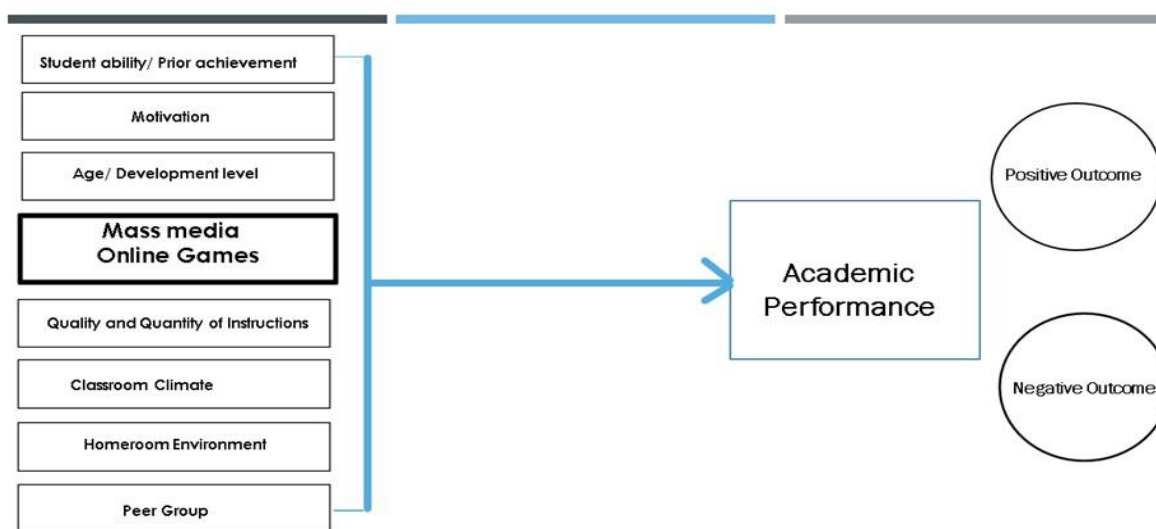 Student ability/ Prior achievement
Motivation
Age/ Development level
Mass media
Online Games
Quality and Quantity of Instructions
Classroom Climate
Homeroom Environment
Peer Group
Academic
Performance
Positive Outcome
Negative Outcome